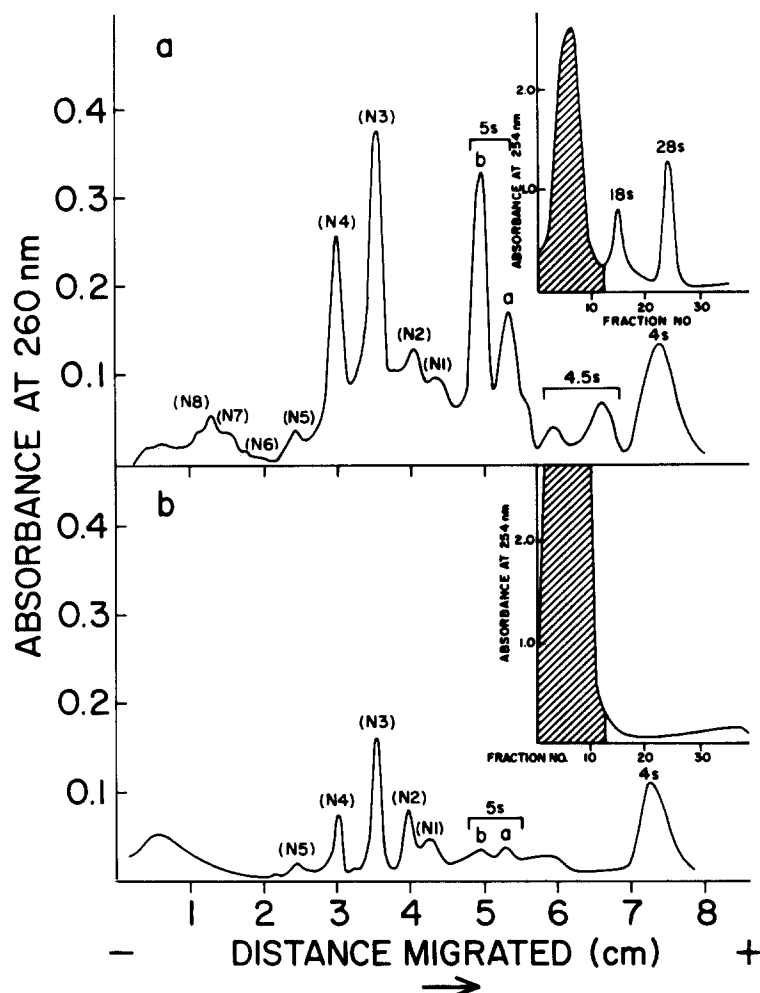 a
ABSORBANCE AT 260 nm
0.4
0.3
0.2
0.1
(N8)
(N7)
(N6)
(N5)
(N4)
(N3)
(N2)
(N1)
5s
b
a
4.5s
4s
ABSORBANCE AT 254 nm
2.0
1.0
18s
28s
10 20 30
FRACTION NO
b
0.4
0.3
0.2
0.1
(N5)
(N4)
(N3)
(N2)
(N1)
5s
b a
4s
ABSORBANCE AT 254 nm
2.0
1.0
FRACTION NO. 10 20 30
1 2 3 4 5 6 7 8
− DISTANCE MIGRATED (cm) +
→